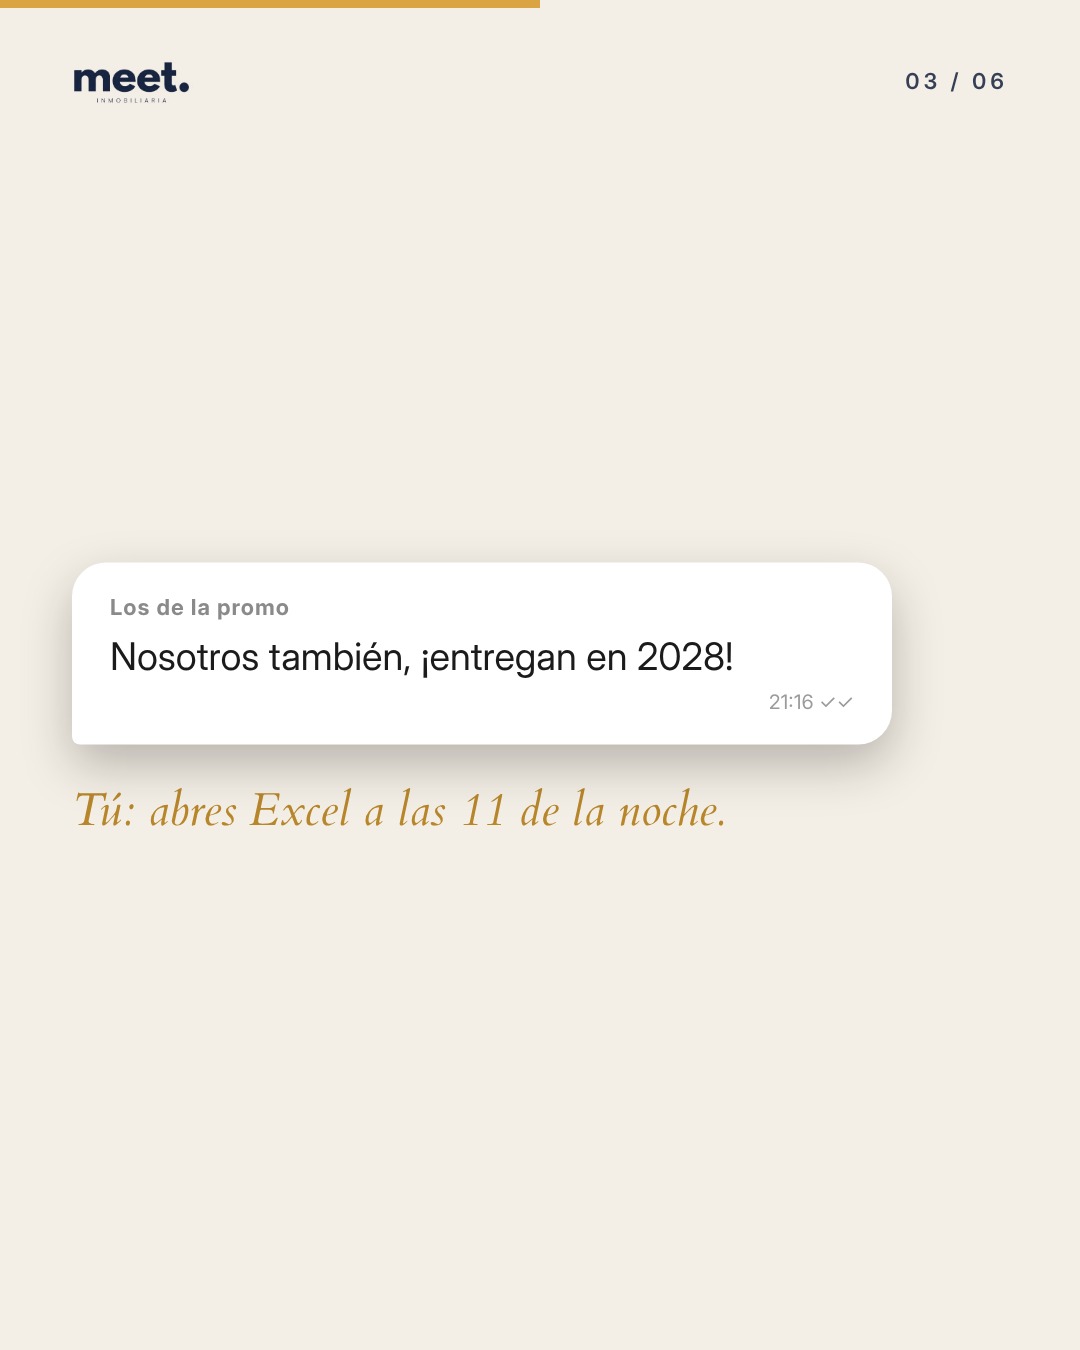 meet.
INMOBILIARIA
03 / 06
Los de la promo
Nosotros también, ¡entregan en 2028!
21:16 ✓✓
Tú: abres Excel a las 11 de la noche.